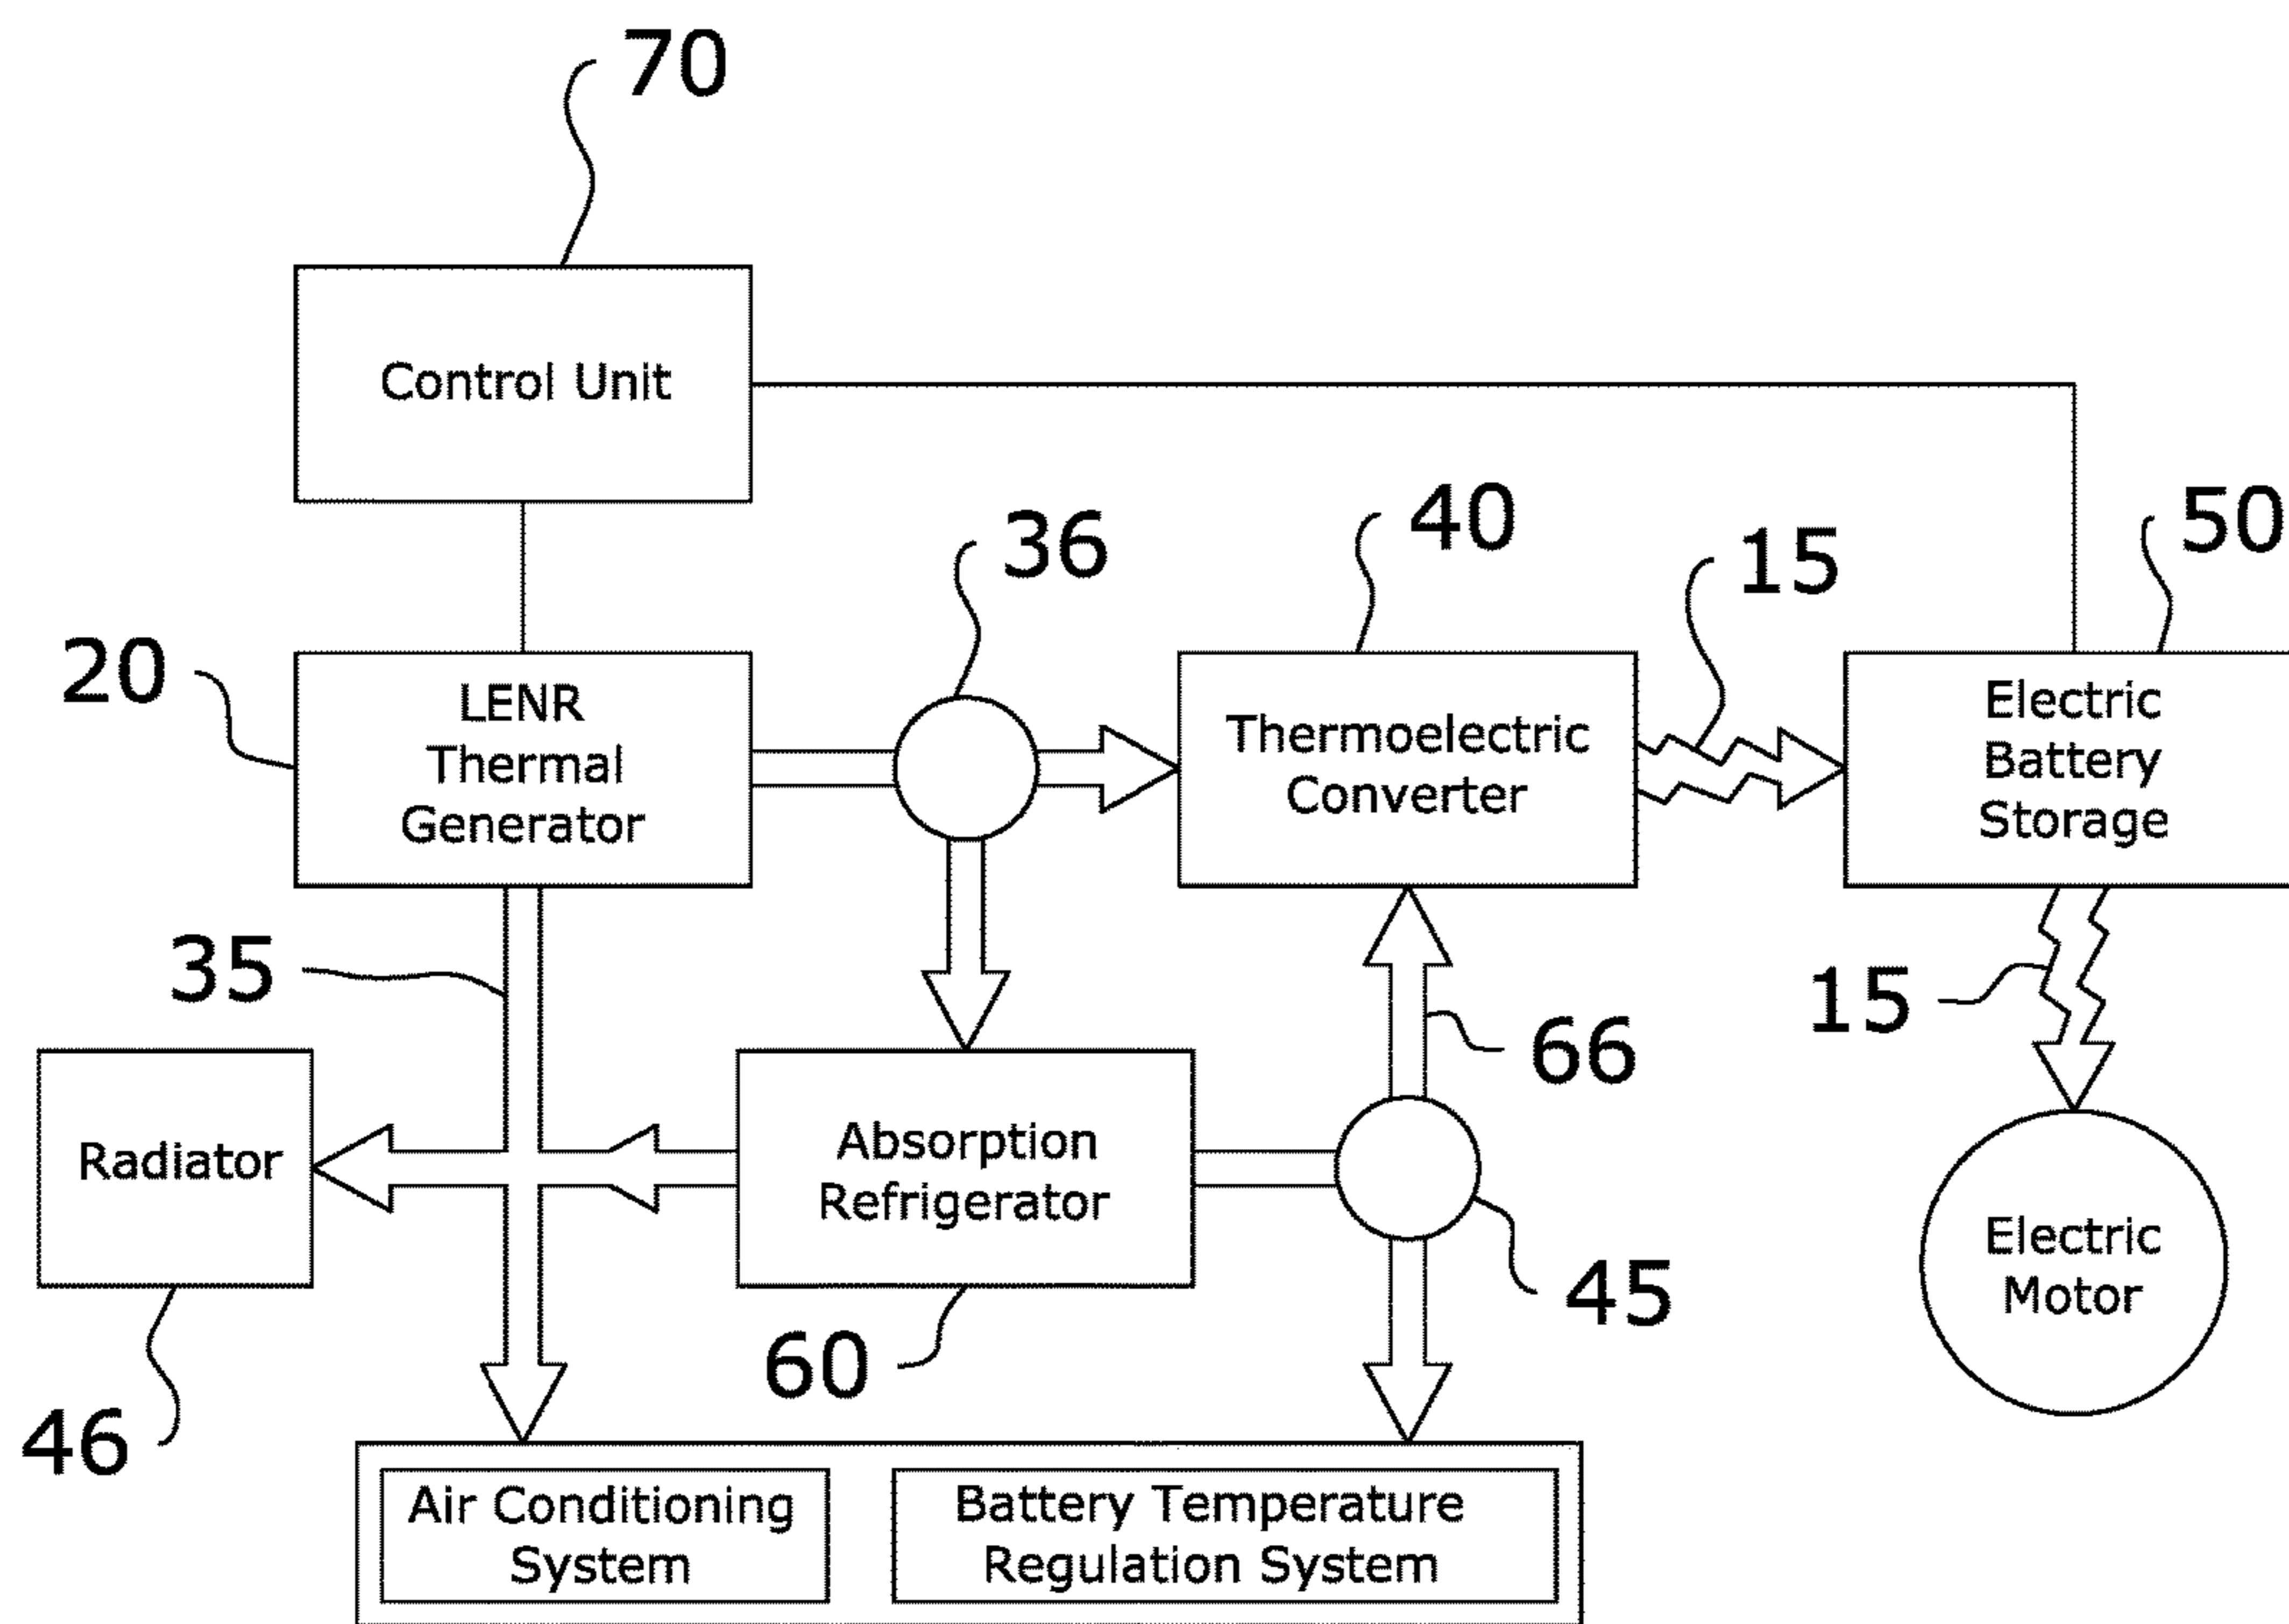 70
Control Unit
36
40
15
50
20
LENR
Thermal
Generator
Thermoelectric
Converter
Electric
Battery
Storage
35
15
66
Radiator
Absorption
Refrigerator
Electric
Motor
45
60
46
Air Conditioning
System
Battery Temperature
Regulation System